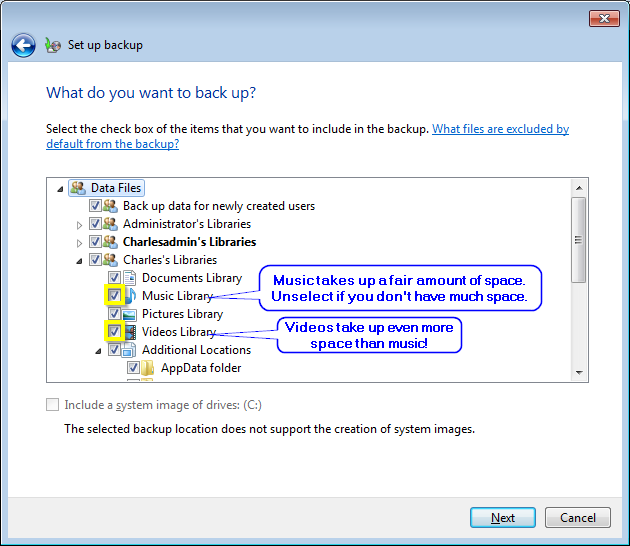 Set up backup
What do you want to back up?
Select the check box of the items that you want to include in the backup. What files are excluded by
default from the backup?
Data Files
Back up data for newly created users
Administrator's Libraries
Charlesadmin's Libraries
Charles's Libraries
Documents Library
Music Library
Music takes up a fair amount of space.
Unselect if you don't have much space.
Pictures Library
Videos Library
Videos take up even more
space than music!
Additional Locations
AppData folder
Include a system image of drives: (C:)
The selected backup location does not support the creation of system images.
Next
Cancel